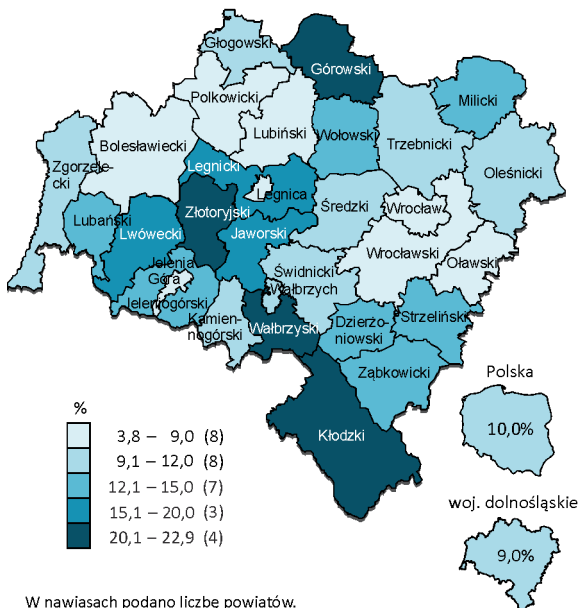 Głogowski
Górowski
Milicki
Polkowicki
Lubiński
Wołowski
Trzebnicki
Bolesławiecki
Zgorzele-
cki
Legnicki
Legnica
Oleśnicki
Lubański
Złotoryjski
Średzki
Wrocław
Lwówecki
Jaworski
Wrocławski
Oławski
Jelenia
Góra
Świdnicki
Wałbrzych
Jeleniogórski
Kamien-
nogórski
Wałbrzyski
Dzierżo-
niowski
Strzeliński
Ząbkowicki
Kłodzki
Polska
10,0%
woj. dolnośląskie
9,0%
%
3,8 – 9,0 (8)
9,1 – 12,0 (8)
12,1 – 15,0 (7)
15,1 – 20,0 (3)
20,1 – 22,9 (4)
W nawiasach podano liczbę powiatów.